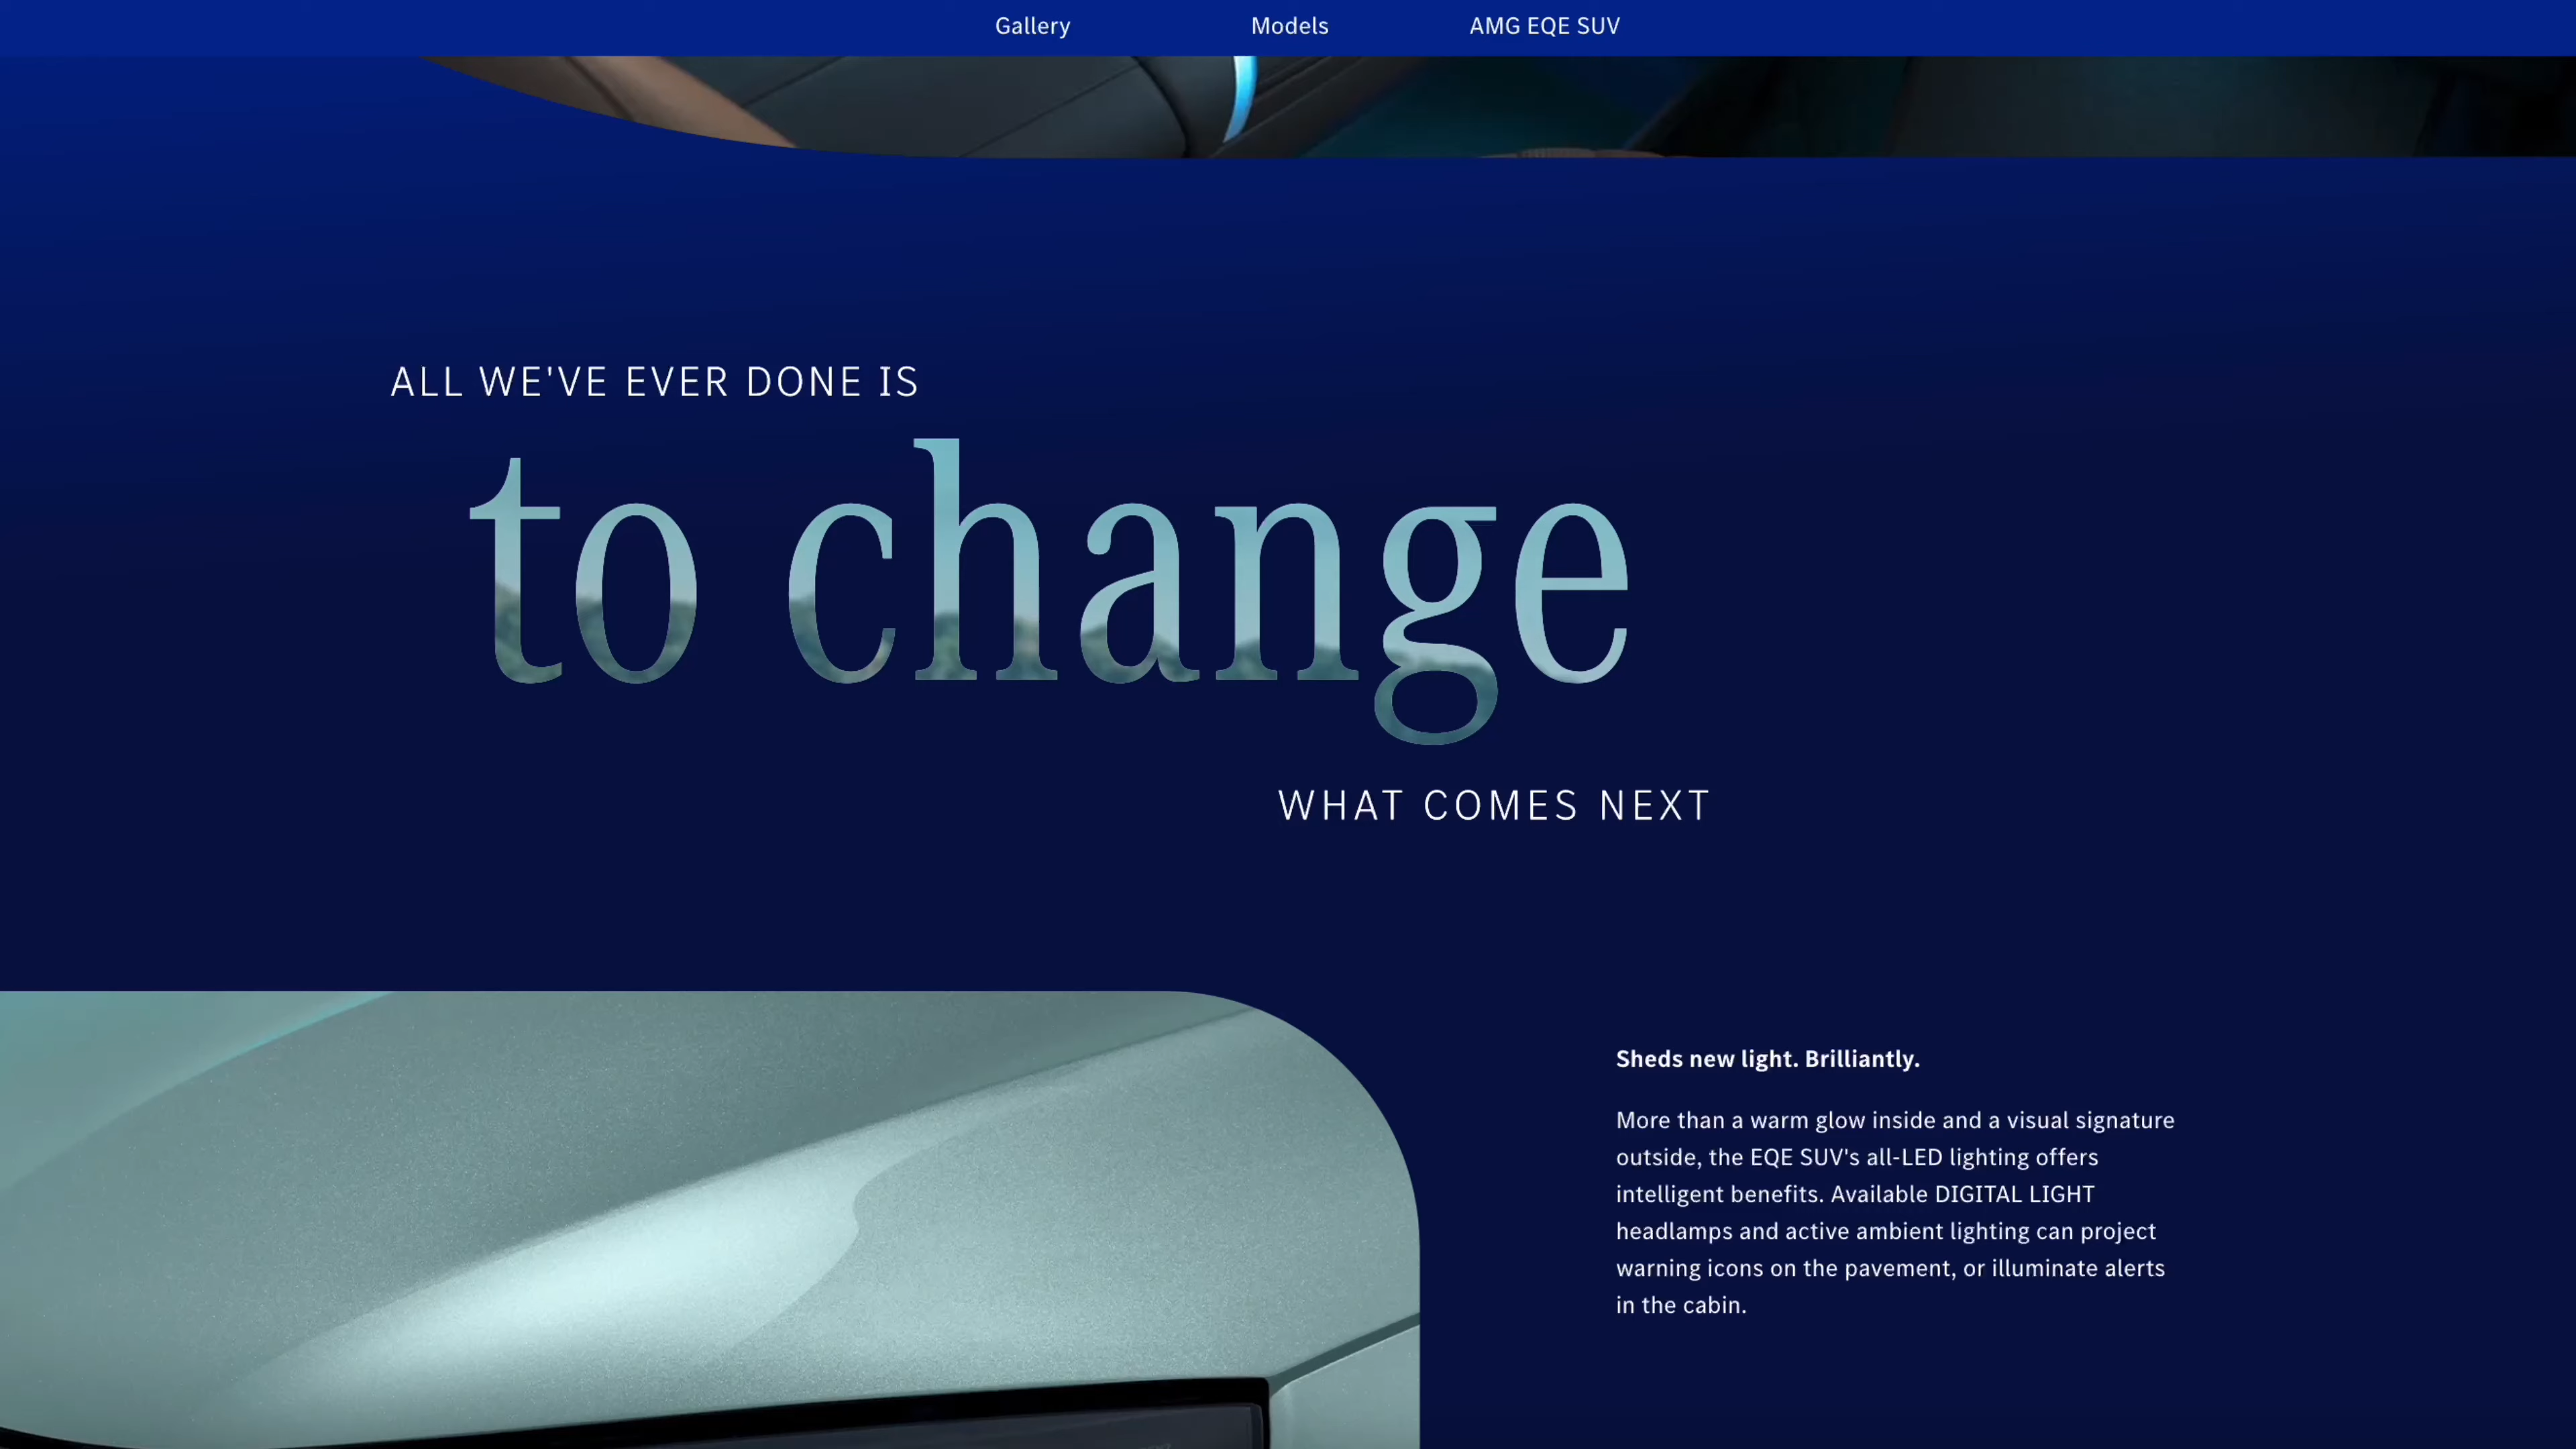 Gallery
Models
AMG EQE SUV
ALL WE'VE EVER DONE IS
to change
WHAT COMES NEXT
Sheds new light. Brilliantly.
More than a warm glow inside and a visual signature
outside, the EQE SUV's all-LED lighting offers
intelligent benefits. Available DIGITAL LIGHT
headlamps and active ambient lighting can project
warning icons on the pavement, or illuminate alerts
in the cabin.